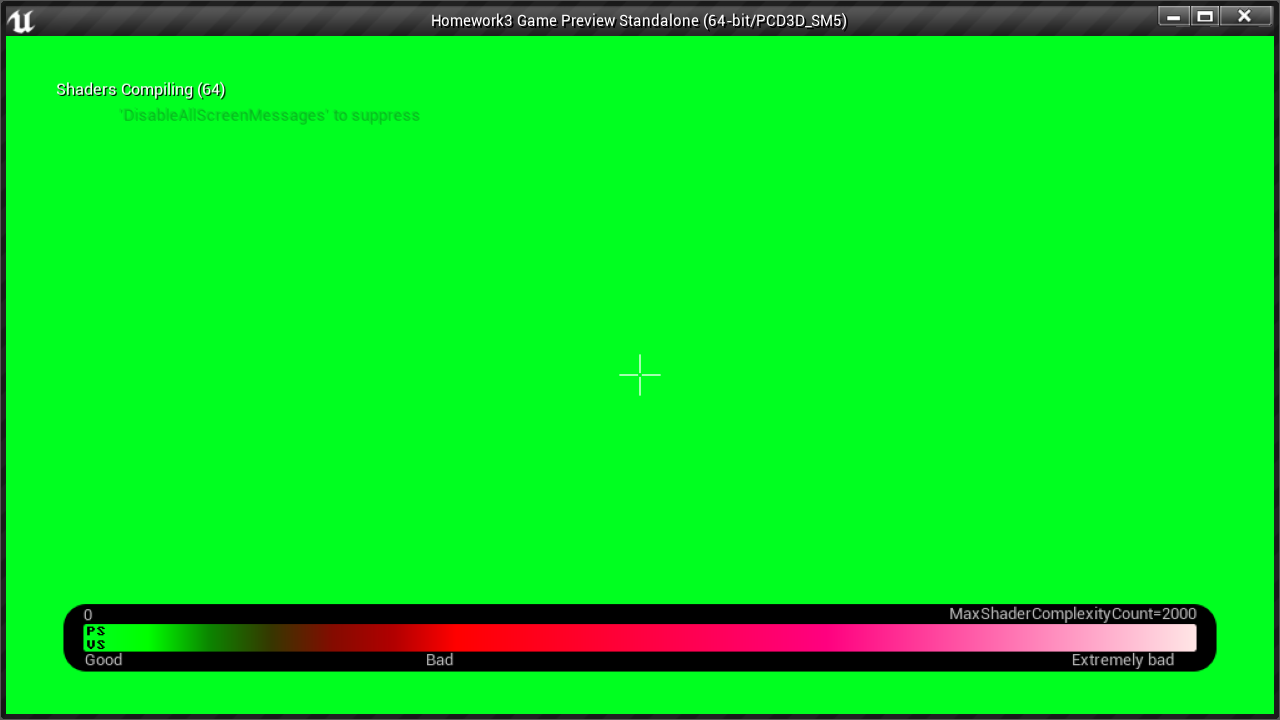 Homework3 Game Preview Standalone (64-bit/PCD3D_SM5)
Shaders Compiling (64)
'DisableAllScreenMessages' to suppress
0
MaxShaderComplexityCount=2000
PS
VS
Good
Bad
Extremely bad